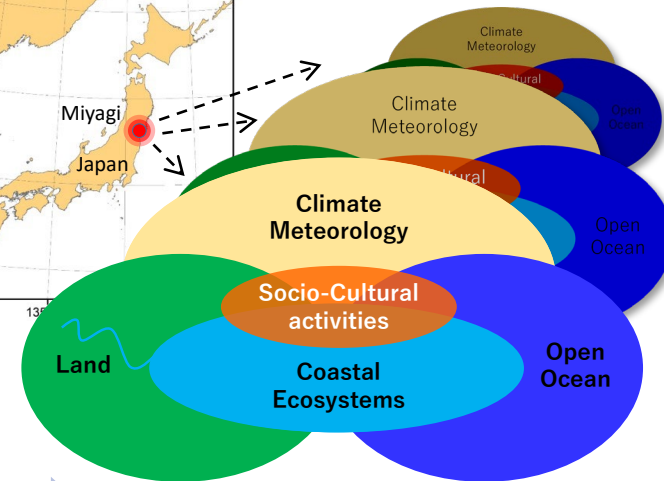 Climate
Meteorology
Cultural
Open
Ocean
Miyagi
Japan
Climate
Meteorology
Open
Ocean
Climate
Meteorology
Socio-Cultural
activities
Land
Coastal
Ecosystems
Open
Ocean